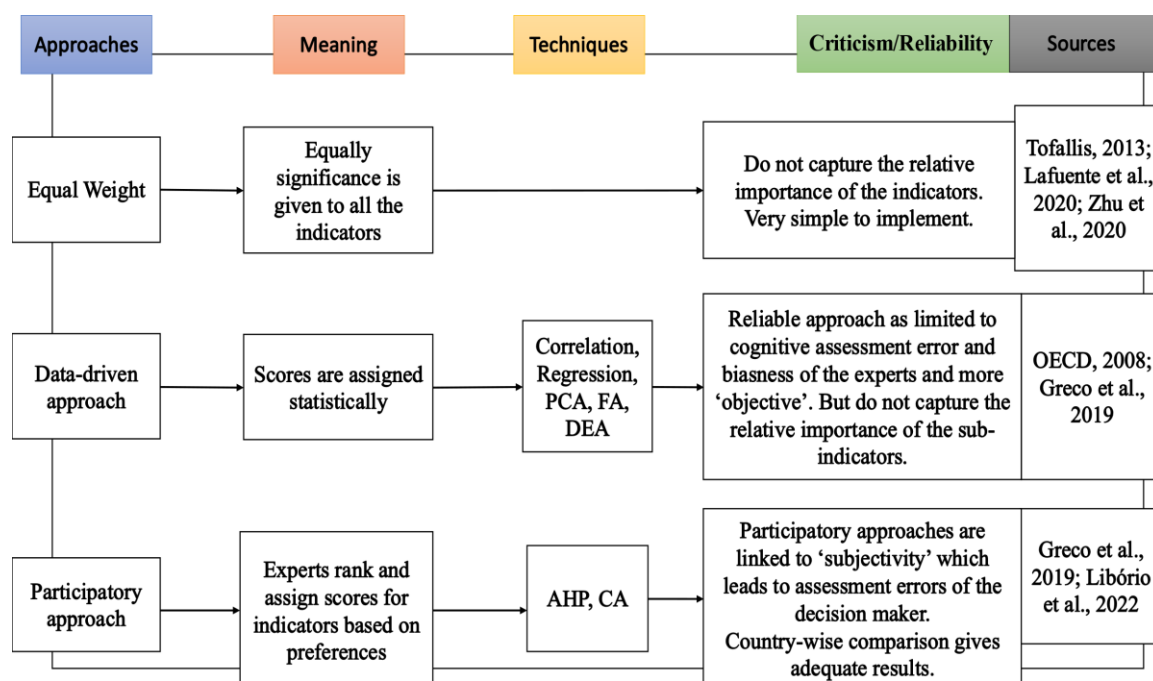 Approaches
Meaning
Techniques
Criticism/Reliability
Sources
Equal Weight
Equally
significance is
given to all the
indicators
Do not capture the relative
importance of the indicators.
Very simple to implement.
Tofallis, 2013;
Lafuente et al.,
2020; Zhu et
al., 2020
Data-driven
approach
Scores are assigned
statistically
Correlation,
Regression,
PCA, FA,
DEA
Reliable approach as limited to
cognitive assessment error and
biasness of the experts and more
‘objective’. But do not capture the
relative importance of the sub-
indicators.
OECD, 2008;
Greco et al.,
2019
Participatory
approach
Experts rank and
assign scores for
indicators based on
preferences
AHP, CA
Participatory approaches are
linked to ‘subjectivity’ which
leads to assessment errors of the
decision maker.
Country-wise comparison gives
adequate results.
Greco et al.,
2019; Libório
et al., 2022